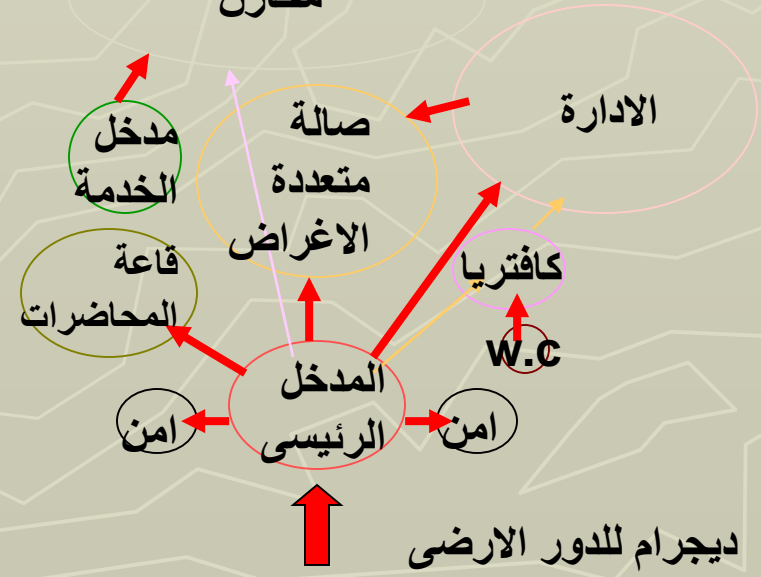 الادارة
صالة
متعددة
الاغراض
مدخل
الخدمة
قاعة
المحاضرات
كافتريا
w.c
المدخل
الرئيسى
امن
امن
ديجرام للدور الارضى